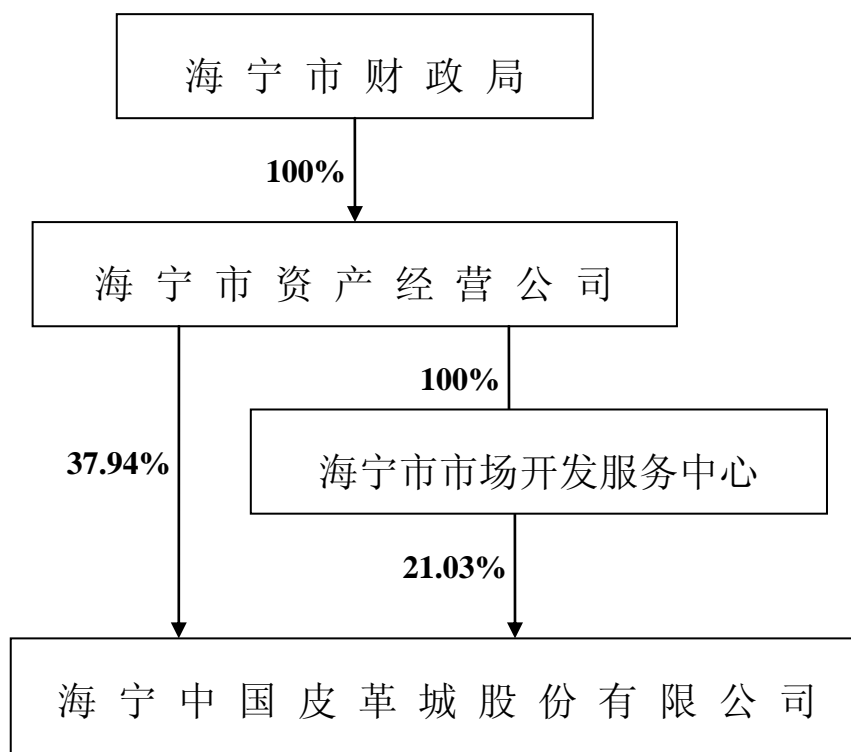 海宁市财政局
100%
海宁市资产经营公司
100%
37.94%
海宁市市场开发服务中心
21.03%
海宁中国皮革城股份有限公司